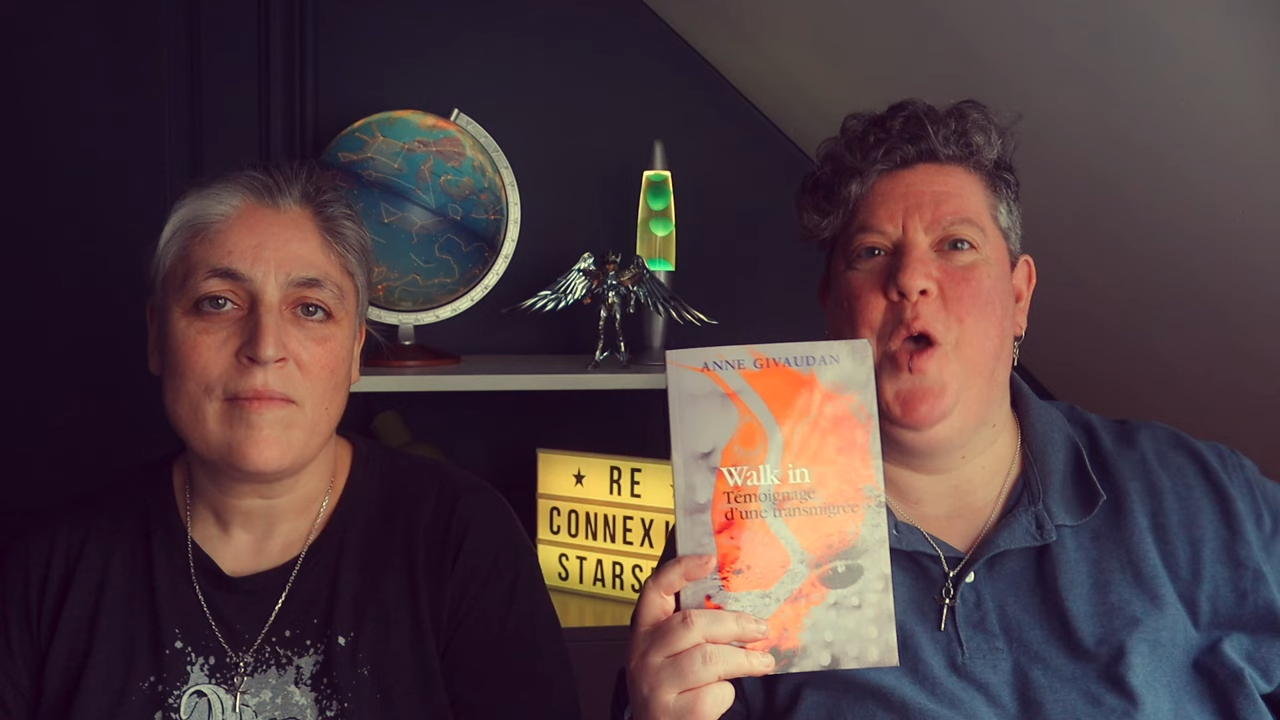 ANNE GIVAUDAN
Walk in
Témoignage
d'une transmigrée
★ RE
CONNEX
STARS